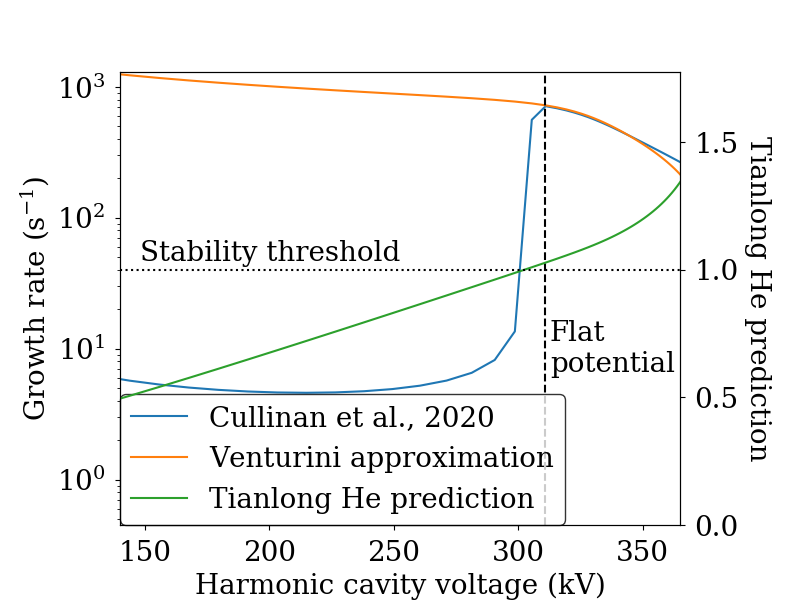 10³
10²
10¹
10⁰
Growth rate (s⁻¹)
Stability threshold
Flat
potential
Cullinan et al., 2020
Venturini approximation
Tianlong He prediction
1.5
1.0
0.5
0.0
Tianlong He prediction
150 200 250 300 350
Harmonic cavity voltage (kV)